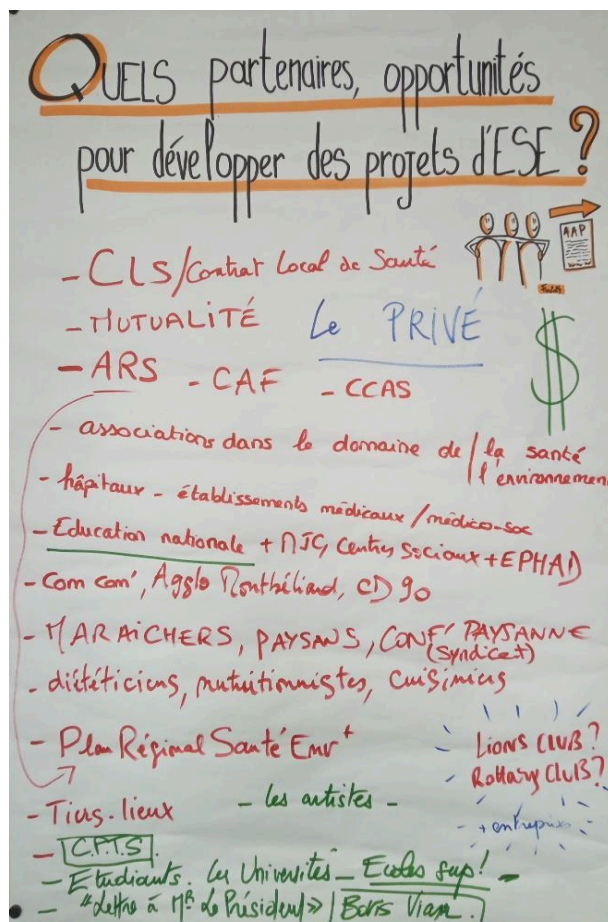 QUELS partenaires, opportunités
pour développer des projets d'ESE ?
AAP
- CLS/Contrat Local de Santé
- MUTUALITÉ
Le PRIVÉ
$
- ARS - CAF - CCAS
- associations dans le domaine de / la santé
l'environnement
- hôpitaux - établissements médicaux/médico-soc
- Education nationale + MJC, Centres Sociaux + EPHAD
- Com com', Agglo Montbéliard, CD 90
- MARAÎCHERS, PAYSANS, CONF' PAYSANNE
(Syndicat)
- diététiciens, nutritionnistes, cuisiniers
- Plan Régional Santé Envt
Lions CLUB ?
Rottary CLUB ?
- Tiers-lieux
- les artistes -
+ entreprises
- C.P.T.S.
- Etudiants. Les Universités - Ecoles sup! -
- "Lettre à Mr Le Président" / Boris Vian.